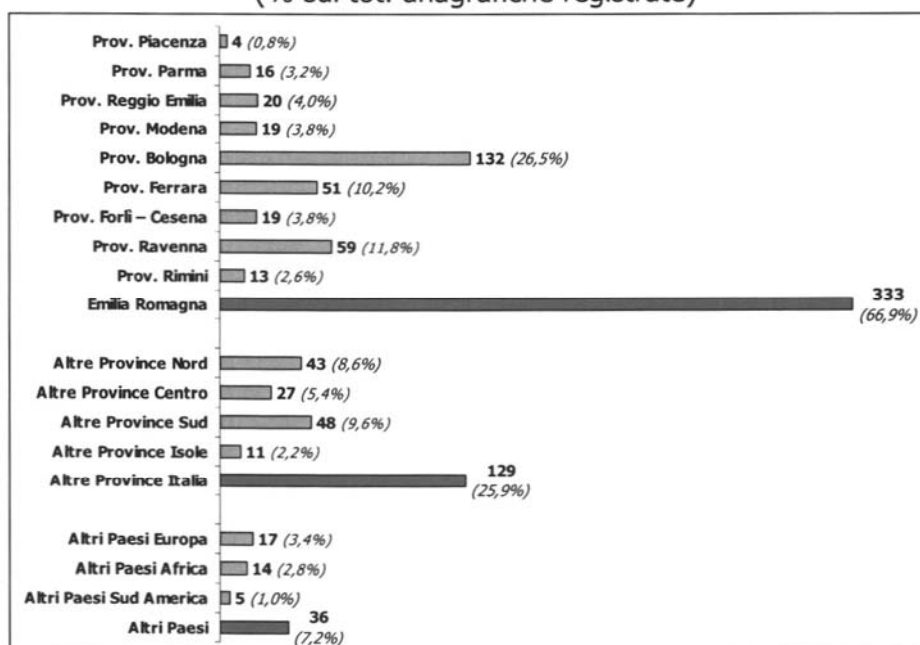 (% sul tot. anagrafiche registrate)
Prov. Piacenza 4 (0,8%)
Prov. Parma 16 (3,2%)
Prov. Reggio Emilia 20 (4,0%)
Prov. Modena 19 (3,8%)
Prov. Bologna 132 (26,5%)
Prov. Ferrara 51 (10,2%)
Prov. Forlì – Cesena 19 (3,8%)
Prov. Ravenna 59 (11,8%)
Prov. Rimini 13 (2,6%)
Emilia Romagna 333
(66,9%)
Altre Province Nord 43 (8,6%)
Altre Province Centro 27 (5,4%)
Altre Province Sud 48 (9,6%)
Altre Province Isole 11 (2,2%)
Altre Province Italia 129
(25,9%)
Altri Paesi Europa 17 (3,4%)
Altri Paesi Africa 14 (2,8%)
Altri Paesi Sud America 5 (1,0%)
Altri Paesi 36
(7,2%)